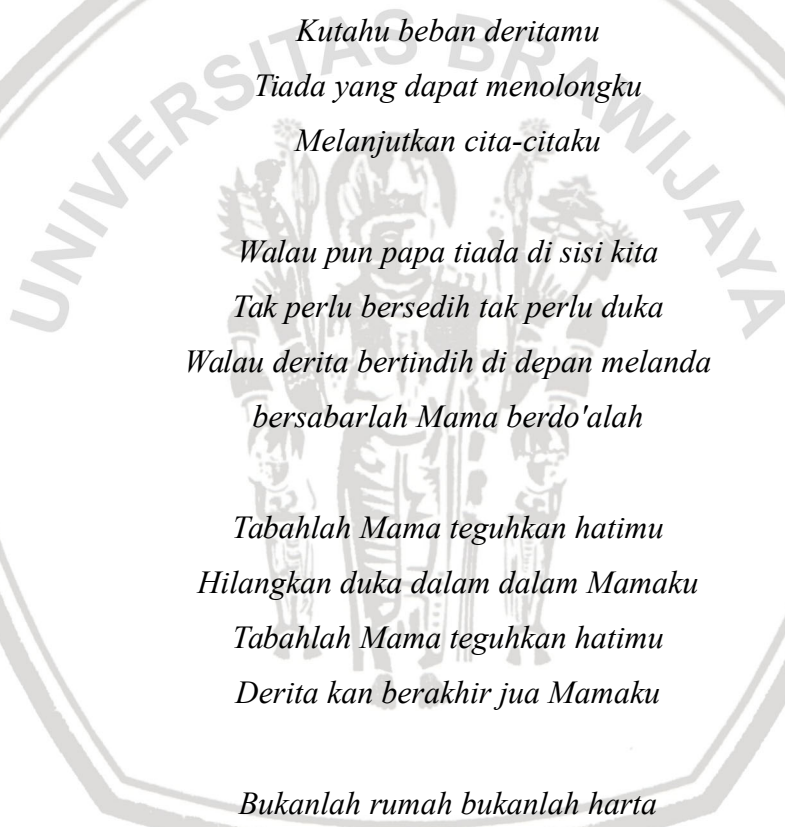 UNIVERSITAS BRAWIJAYA
Kutahu beban deritamu
Tiada yang dapat menolongku
Melanjutkan cita-citaku
Walau pun papa tiada di sisi kita
Tak perlu bersedih tak perlu duka
Walau derita bertindih di depan melanda
bersabarlah Mama berdo'alah
Tabahlah Mama teguhkan hatimu
Hilangkan duka dalam dalam Mamaku
Tabahlah Mama teguhkan hatimu
Derita kan berakhir jua Mamaku
Bukanlah rumah bukanlah harta